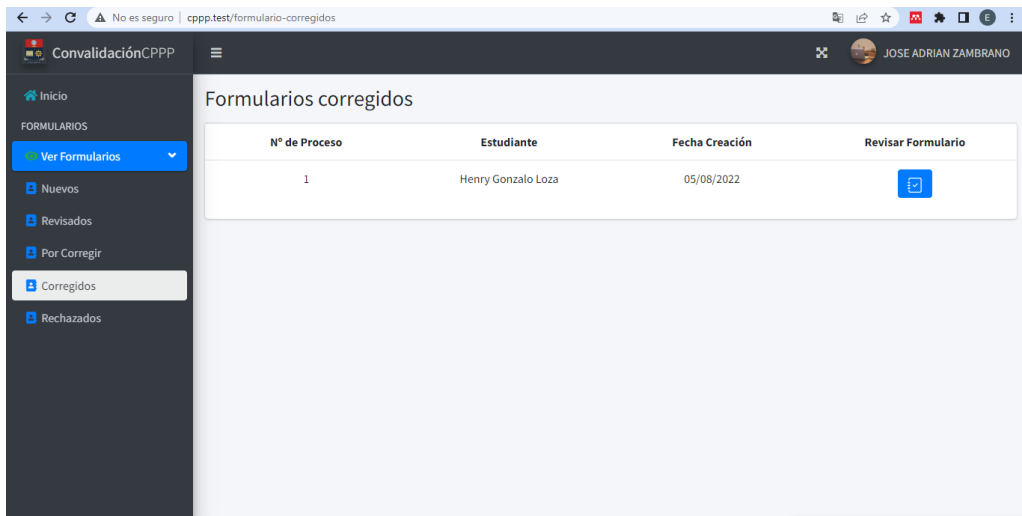 No es seguro | cppp.test/formulario-corregidos
E
ConvalidaciónCPPP
JOSE ADRIAN ZAMBRANO
Inicio
FORMULARIOS
Ver Formularios
Nuevos
Revisados
Por Corregir
Corregidos
Rechazados
Formularios corregidos
Nº de Proceso Estudiante Fecha Creación Revisar Formulario
1 Henry Gonzalo Loza 05/08/2022